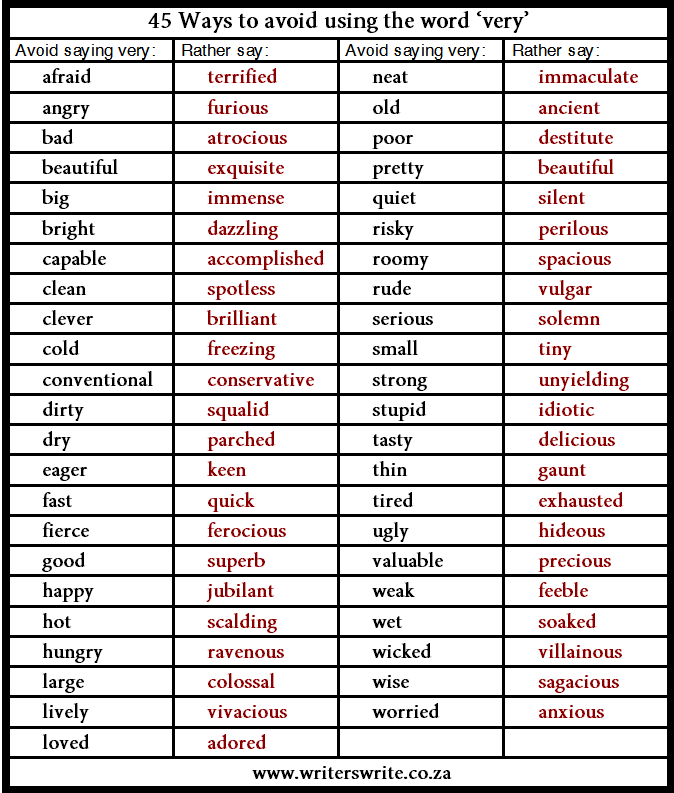 45 Ways to avoid using the word ‘very’
Avoid saying very: Rather say: Avoid saying very: Rather say:
afraid terrified neat immaculate
angry furious old ancient
bad atrocious poor destitute
beautiful exquisite pretty beautiful
big immense quiet silent
bright dazzling risky perilous
capable accomplished roomy spacious
clean spotless rude vulgar
clever brilliant serious solemn
cold freezing small tiny
conventional conservative strong unyielding
dirty squalid stupid idiotic
dry parched tasty delicious
eager keen thin gaunt
fast quick tired exhausted
fierce ferocious ugly hideous
good superb valuable precious
happy jubilant weak feeble
hot scalding wet soaked
hungry ravenous wicked villainous
large colossal wise sagacious
lively vivacious worried anxious
loved adored
www.writerswrite.co.za